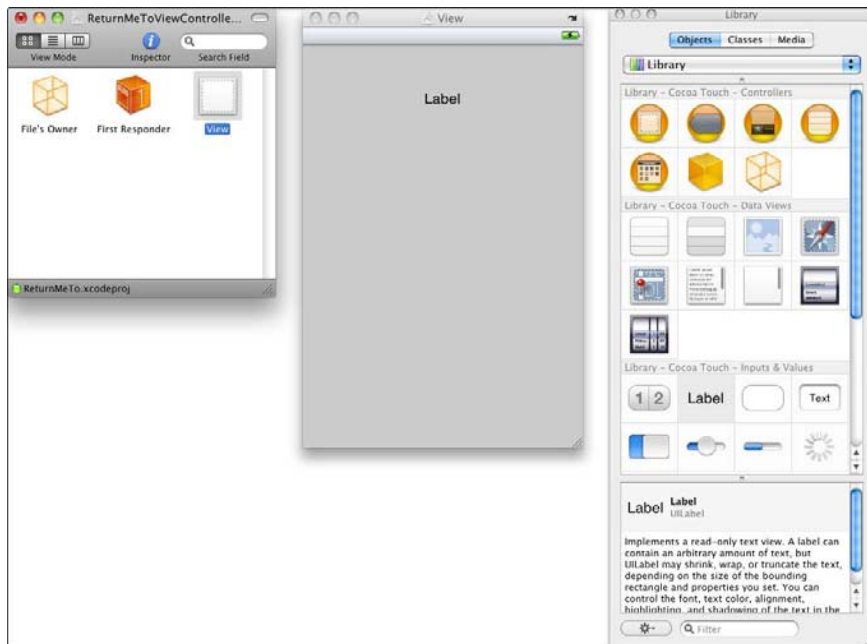 ReturnMeToViewControlle...
View Mode
Inspector
Search Field
File's Owner
First Responder
View
ReturnMeTo.xcodeproj
View
Label
Library
Objects Classes Media
Library
Library - Cocoa Touch - Controllers
Library - Cocoa Touch - Data Views
Library - Cocoa Touch - Inputs & Values
1 2
Label
Text
Label
Label
UILabel
Implements a read-only text view. A label can
contain an arbitrary amount of text, but
UILabel may shrink, wrap, or truncate the text,
depending on the size of the bounding
rectangle and properties you set. You can
control the font, text color, alignment,
highlighting, and shadowing of the text in the
Filter